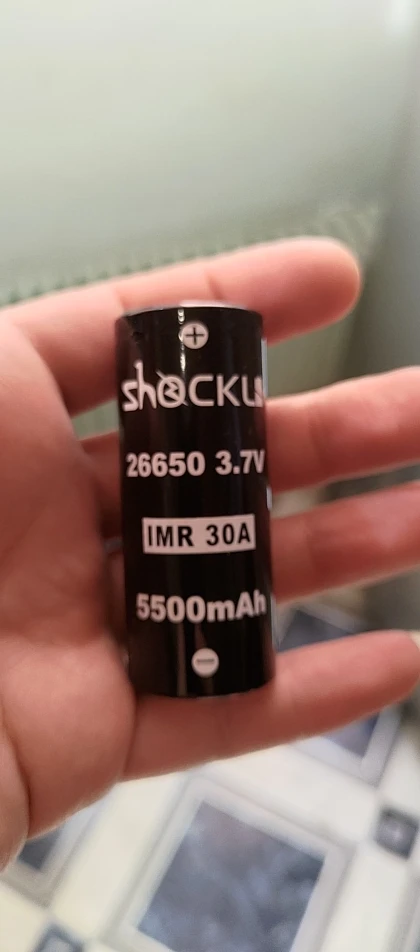 +
shOCKLi
26650 3.7V
IMR 30A
5500mAh
−